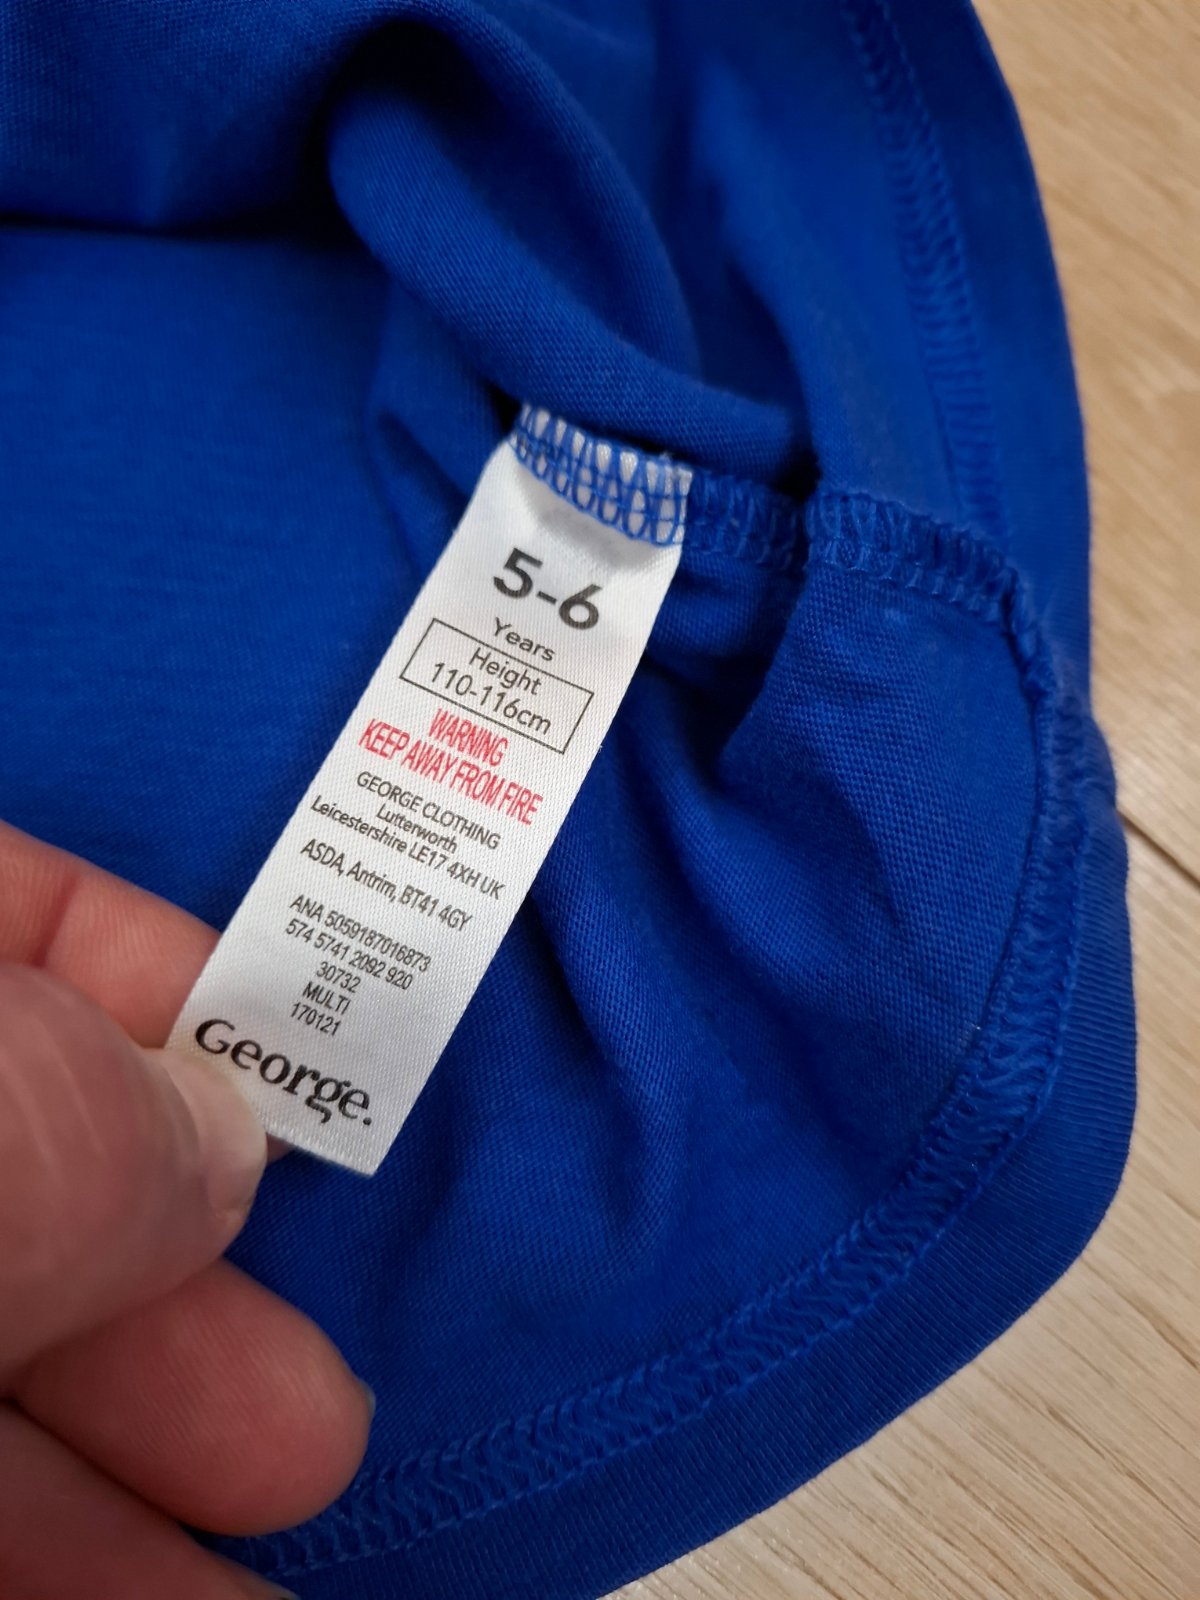 5-6
Years
Height
110-116cm
WARNING
KEEP AWAY FROM FIRE
GEORGE CLOTHING
Lutterworth
Leicestershire LE17 4XH UK
ASDA, Antrim, BT41 4GY
ANA 5059187016873
574 5741 2092 920
30732
MULTI
170121
George.